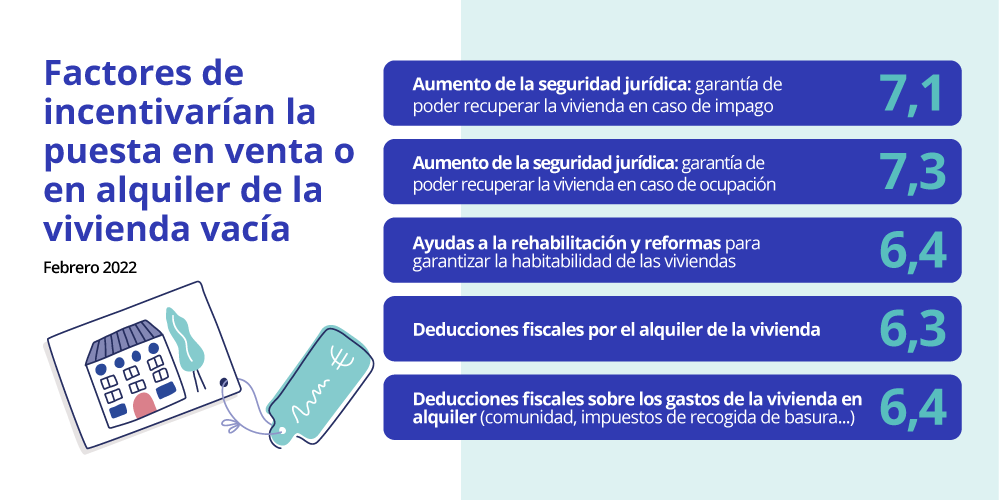 Factores de
incentivarían la
puesta en venta o
en alquiler de la
vivienda vacía
Febrero 2022
Aumento de la seguridad jurídica: garantía de
poder recuperar la vivienda en caso de impago
7,1
Aumento de la seguridad jurídica: garantía de
poder recuperar la vivienda en caso de ocupación
7,3
Ayudas a la rehabilitación y reformas para
garantizar la habitabilidad de las viviendas
6,4
Deducciones fiscales por el alquiler de la vivienda
6,3
Deducciones fiscales sobre los gastos de la vivienda en
alquiler (comunidad, impuestos de recogida de basura...)
6,4